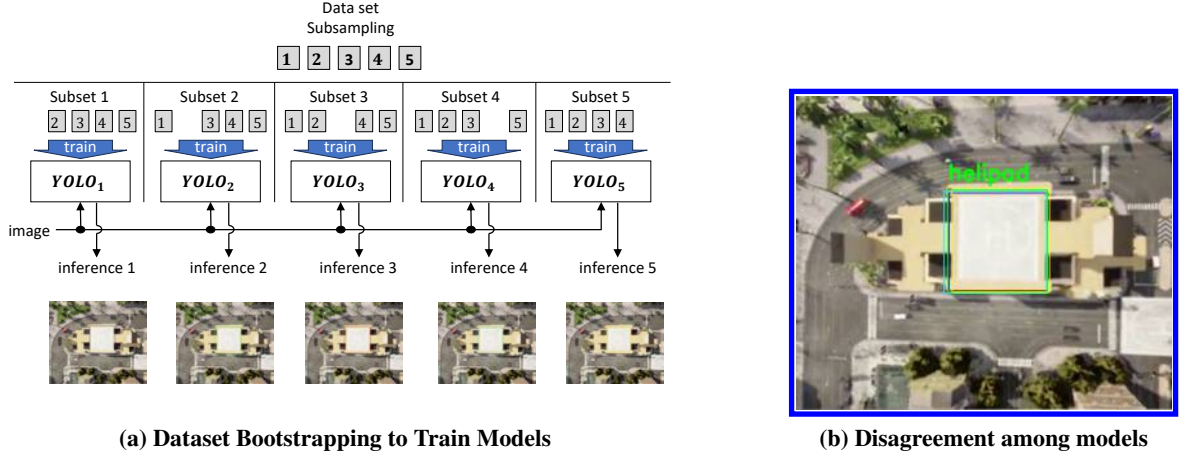 Data set
Subsampling
1 2 3 4 5
Subset 1 Subset 2 Subset 3 Subset 4 Subset 5
2 3 4 5 1 3 4 5 1 2 4 5 1 2 3 5 1 2 3 4
train train train train train
YOLO₁ YOLO₂ YOLO₃ YOLO₄ YOLO₅
image
inference 1 inference 2 inference 3 inference 4 inference 5
helipod
(a) Dataset Bootstrapping to Train Models
(b) Disagreement among models